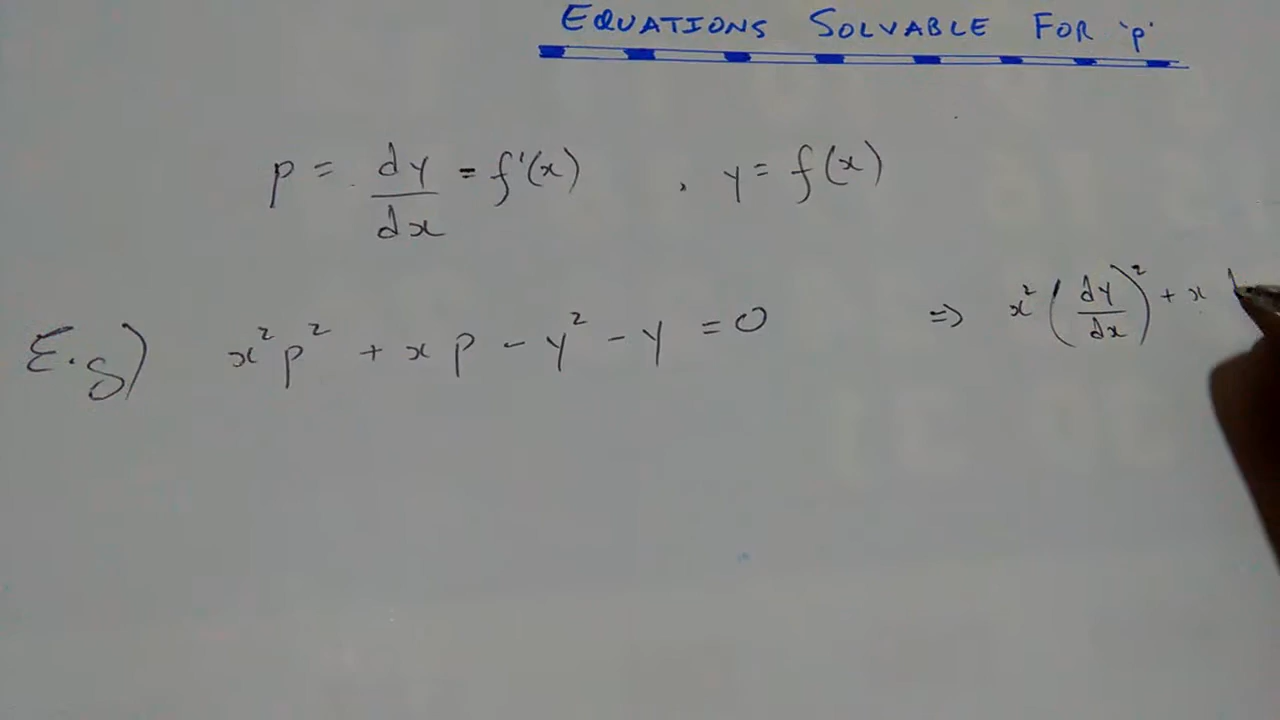 EQUATIONS SOLVABLE FOR 'p'
p = dy/dx = f'(x) , y = f(x)
E.g) x²p² + xp - y² - y = 0 ⇒ x² (dy/dx)² + x